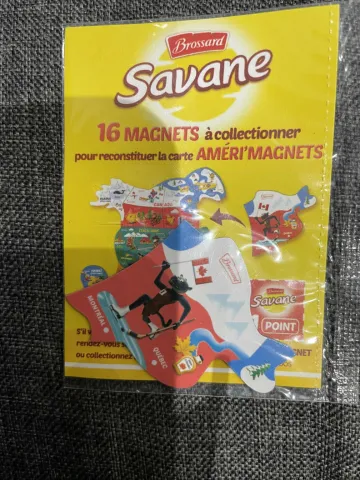 Brossard
Savane
16 MAGNETS à collectionner
pour reconstituer la carte AMÉRI'MAGNETS
CANADA
Brossard
MONTRÉAL
QUÉBEC
Savane
POINT
S'il v
rendez-vous
ou collectionnez